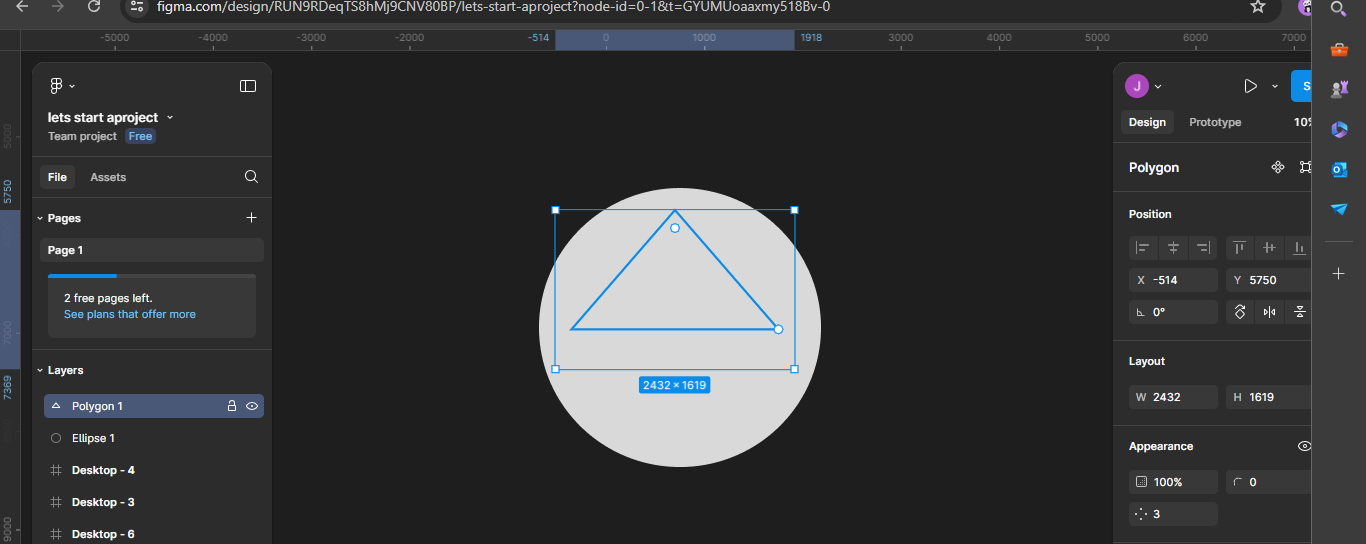 figma.com/design/RUN9RDeqTS8hMj9CNV80BP/lets-start-aproject?node-id=0-1&t=GYUMUoaaxmy518Bv-0
-5000 -4000 -3000 -2000 -514 0 1000 1918 3000 4000 5000 6000 7000
lets start aproject
Team project Free
File Assets
Pages
Page 1
2 free pages left.
See plans that offer more
Layers
Polygon 1
Ellipse 1
Desktop - 4
Desktop - 3
Desktop - 6
5000
5750
7000
7369
9000
2432 × 1619
J
S
Design Prototype 10%
Polygon
Position
X -514 Y 5750
0°
Layout
W 2432 H 1619
Appearance
100% 0
3